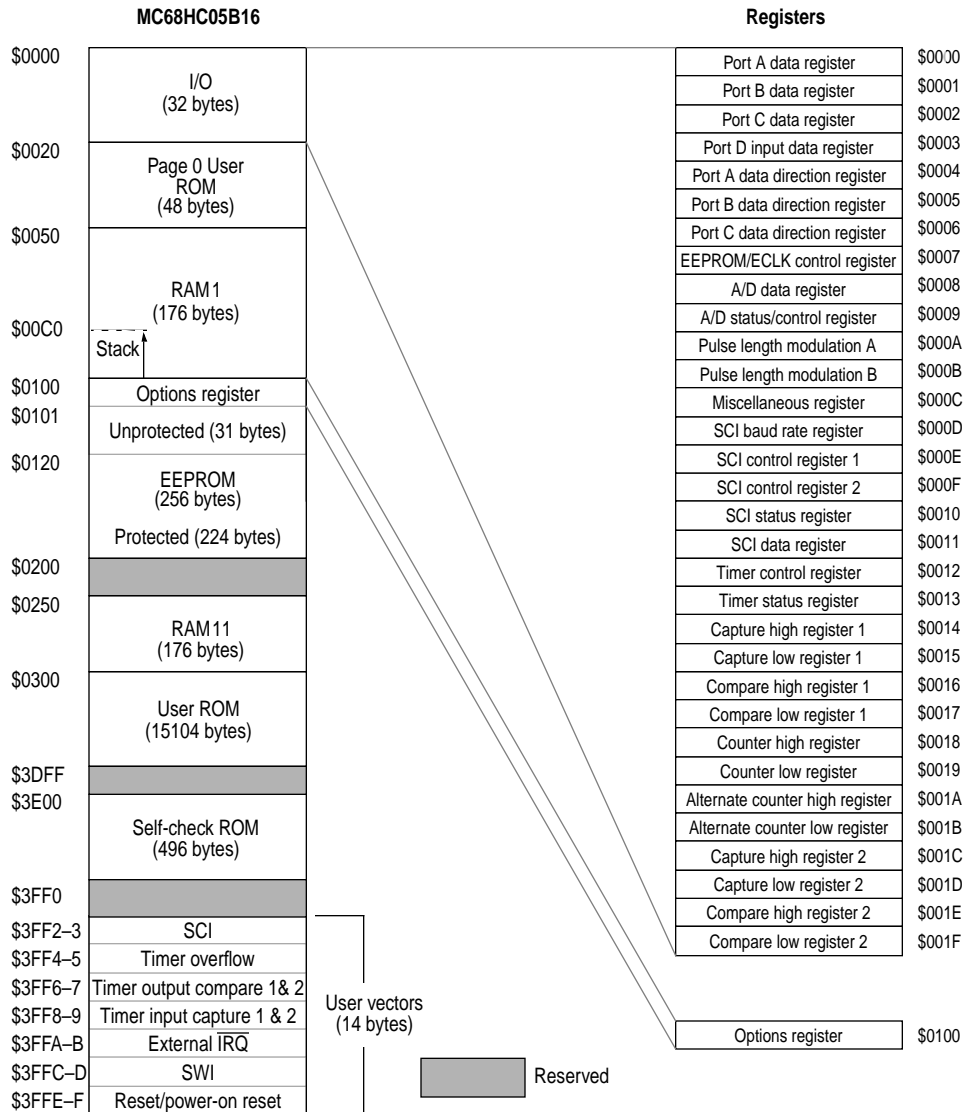 MC68HC05B16
$0000
I/O
(32 bytes)
$0020
Page 0 User
ROM
(48 bytes)
$0050
RAM1
(176 bytes)
$00C0
Stack
$0100
Options register
$0101
Unprotected (31 bytes)
$0120
EEPROM
(256 bytes)
Protected (224 bytes)
$0200
$0250
RAM11
(176 bytes)
$0300
User ROM
(15104 bytes)
$3DFF
$3E00
Self-check ROM
(496 bytes)
$3FF0
$3FF2–3 SCI
$3FF4–5 Timer overflow
$3FF6–7 Timer output compare 1& 2
$3FF8–9 Timer input capture 1 & 2
$3FFA–B External IRQ
$3FFC–D SWI
$3FFE–F Reset/power-on reset
User vectors
(14 bytes)
Reserved
Registers
Port A data register $0000
Port B data register $0001
Port C data register $0002
Port D input data register $0003
Port A data direction register $0004
Port B data direction register $0005
Port C data direction register $0006
EEPROM/ECLK control register $0007
A/D data register $0008
A/D status/control register $0009
Pulse length modulation A $000A
Pulse length modulation B $000B
Miscellaneous register $000C
SCI baud rate register $000D
SCI control register 1 $000E
SCI control register 2 $000F
SCI status register $0010
SCI data register $0011
Timer control register $0012
Timer status register $0013
Capture high register 1 $0014
Capture low register 1 $0015
Compare high register 1 $0016
Compare low register 1 $0017
Counter high register $0018
Counter low register $0019
Alternate counter high register $001A
Alternate counter low register $001B
Capture high register 2 $001C
Capture low register 2 $001D
Compare high register 2 $001E
Compare low register 2 $001F
Options register $0100